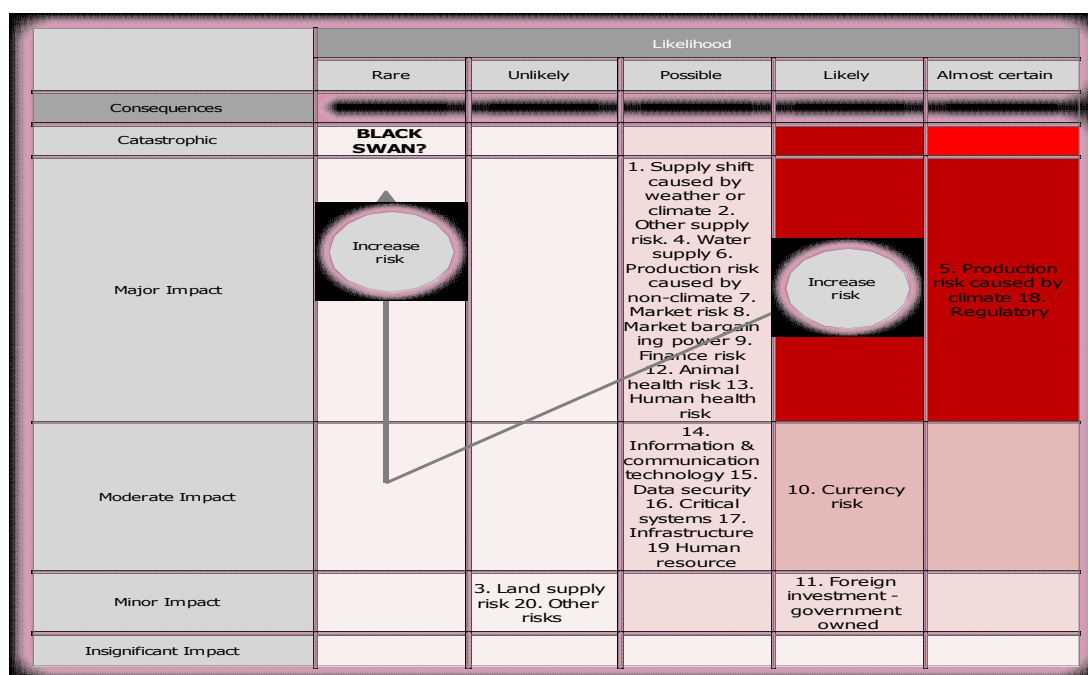 Likelihood
Rare
Unlikely
Possible
Likely
Almost certain
Consequences
Catastrophic
BLACK
SWAN?
Major Impact
Increase
risk
1. Supply shift
caused by
weather or
climate 2.
Other supply
risk. 4. Water
supply 6.
Production risk
caused by
non-climate 7.
Market risk 8.
Market bargain
ing power 9.
Finance risk
12. Animal
health risk 13.
Human health
risk
Increase
risk
5. Production
risk caused by
climate 18.
Regulatory
Moderate Impact
14.
Information &
communication
technology 15.
Data security
16. Critical
systems 17.
Infrastructure
19 Human
resource
10. Currency
risk
Minor Impact
3. Land supply
risk 20. Other
risks
11. Foreign
investment -
government
owned
Insignificant Impact